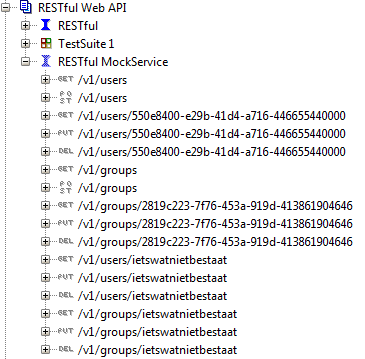 RESTful Web API
RESTful
TestSuite 1
RESTful MockService
GET /v1/users
POST /v1/users
GET /v1/users/550e8400-e29b-41d4-a716-446655440000
PUT /v1/users/550e8400-e29b-41d4-a716-446655440000
DEL /v1/users/550e8400-e29b-41d4-a716-446655440000
GET /v1/groups
POST /v1/groups
GET /v1/groups/2819c223-7f76-453a-919d-413861904646
PUT /v1/groups/2819c223-7f76-453a-919d-413861904646
DEL /v1/groups/2819c223-7f76-453a-919d-413861904646
GET /v1/users/ietswatnietbestaat
PUT /v1/users/ietswatnietbestaat
DEL /v1/users/ietswatnietbestaat
GET /v1/groups/ietswatnietbestaat
PUT /v1/groups/ietswatnietbestaat
DEL /v1/groups/ietswatnietbestaat